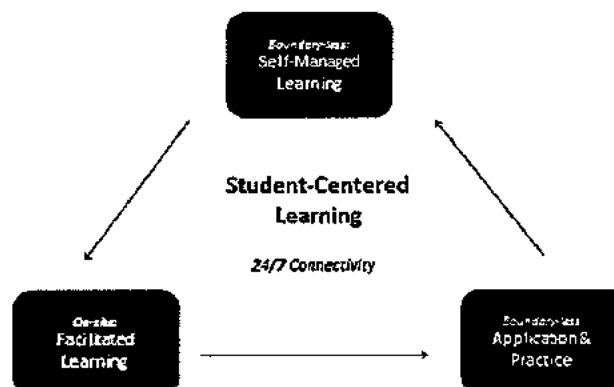 Boundary-less:
Self-Managed
Learning
Student-Centered
Learning
24/7 Connectivity
On-site:
Facilitated
Learning
Boundary-less
Application &
Practice